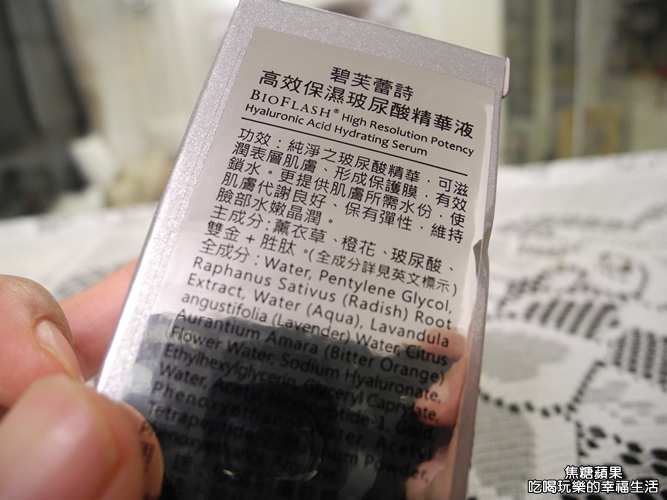 碧芙蕾詩
高效保濕玻尿酸精華液
BIOFLASH® High Resolution Potency
Hyaluronic Acid Hydrating Serum
功效：純淨之玻尿酸精華，可滋
潤表層肌膚、形成保護膜，有效
鎖水。更提供肌膚所需水份，使
肌膚代謝良好、保有彈性，維持
臉部水嫩晶潤。
主成分：薰衣草、橙花、玻尿酸、
雙金+胜肽。(全成分詳見英文標示)
全成分：Water, Pentylene Glycol,
Raphanus Sativus (Radish) Root
Extract, Water (Aqua), Lavandula
angustifolia (Lavender) Water, Citrus
Aurantium Amara (Bitter Orange)
Flower Water, Sodium Hyaluronate,
Ethylhexylglycerin, Glyceryl Caprylate,
Water, Gold,
Phenoxyethanol, Water, Acetyl
Powder,
焦糖蘋果
吃喝玩樂的幸福生活